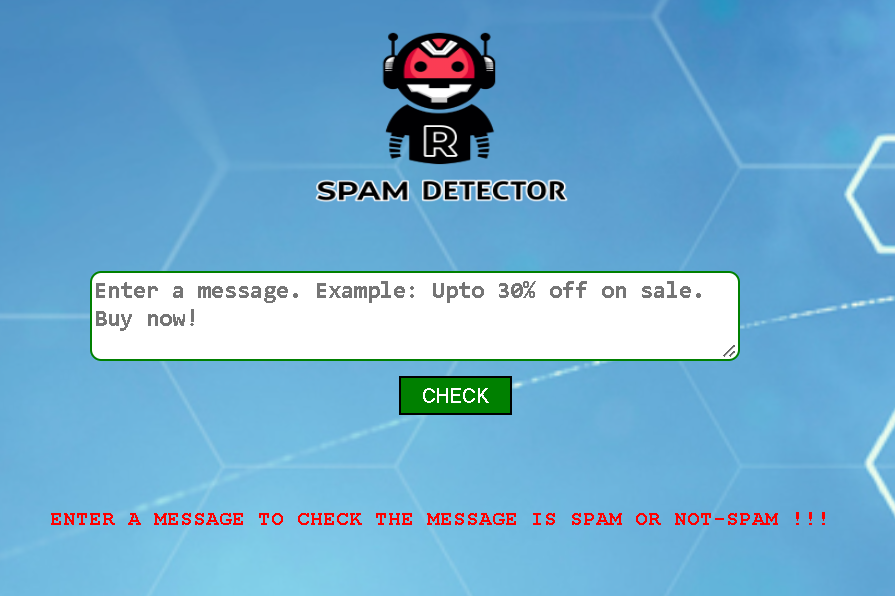 R
SPAM DETECTOR
Enter a message. Example: Upto 30% off on sale.
Buy now!
CHECK
ENTER A MESSAGE TO CHECK THE MESSAGE IS SPAM OR NOT-SPAM !!!